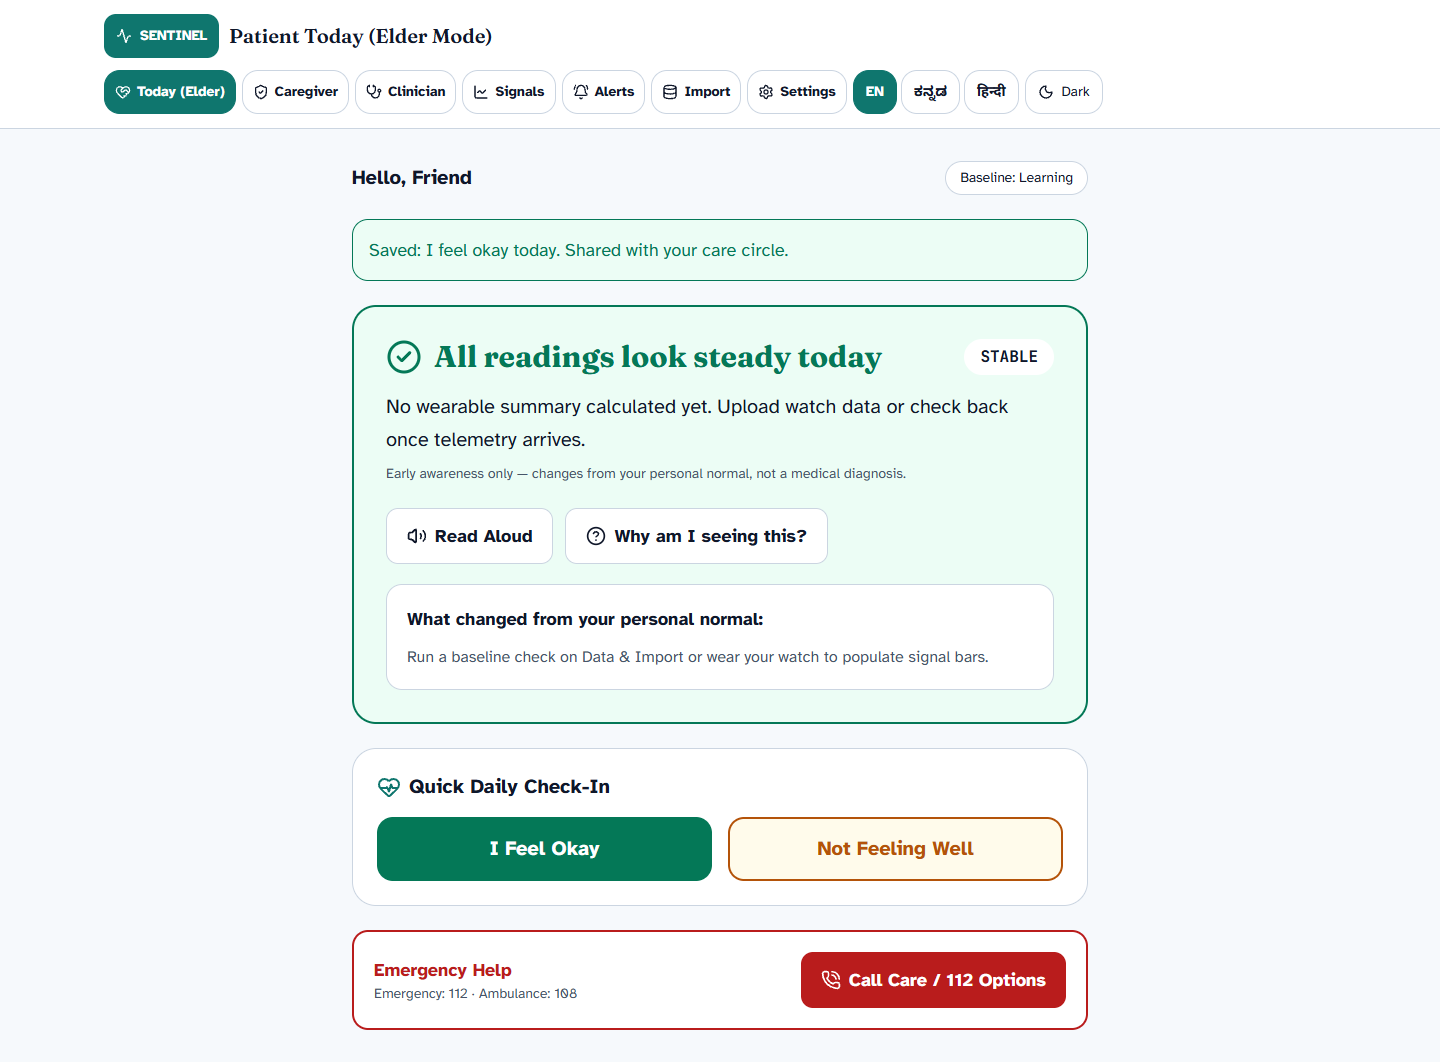 SENTINEL Patient Today (Elder Mode)
Today (Elder) Caregiver Clinician Signals Alerts Import Settings EN ಕನ್ನಡ हिन्दी Dark
Hello, Friend Baseline: Learning
Saved: I feel okay today. Shared with your care circle.
All readings look steady today STABLE
No wearable summary calculated yet. Upload watch data or check back
once telemetry arrives.
Early awareness only — changes from your personal normal, not a medical diagnosis.
Read Aloud Why am I seeing this?
What changed from your personal normal:
Run a baseline check on Data & Import or wear your watch to populate signal bars.
Quick Daily Check-In
I Feel Okay Not Feeling Well
Emergency Help
Emergency: 112 · Ambulance: 108
Call Care / 112 Options